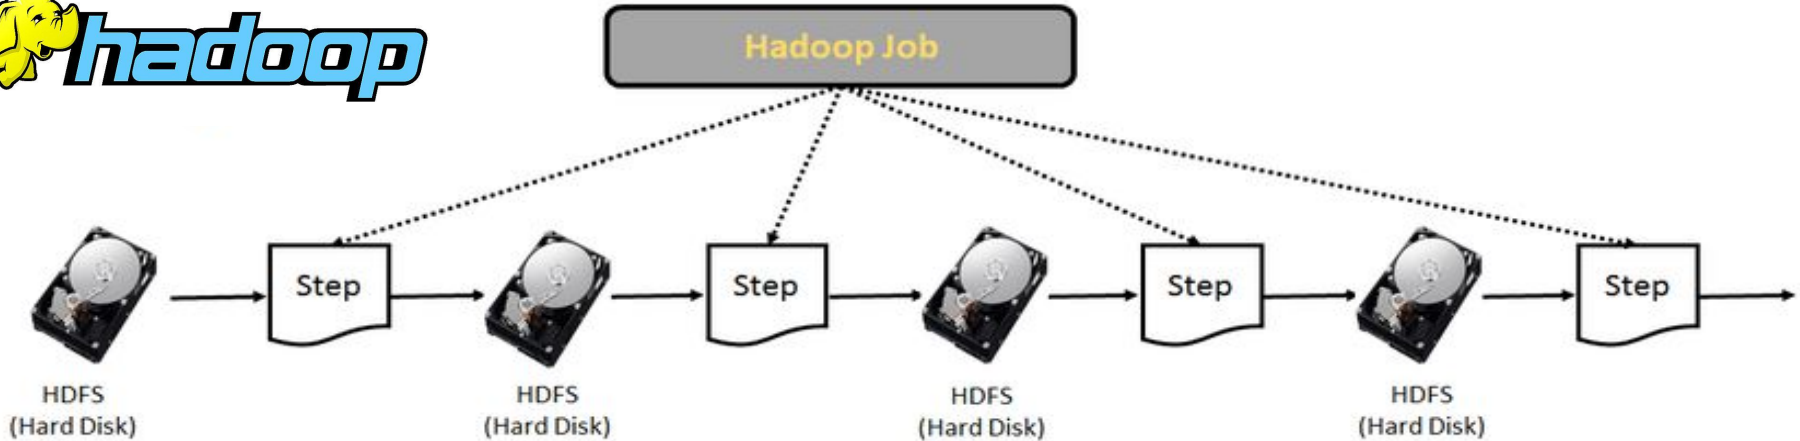 hadoop
Hadoop Job
Step
Step
Step
Step
HDFS
(Hard Disk)
HDFS
(Hard Disk)
HDFS
(Hard Disk)
HDFS
(Hard Disk)